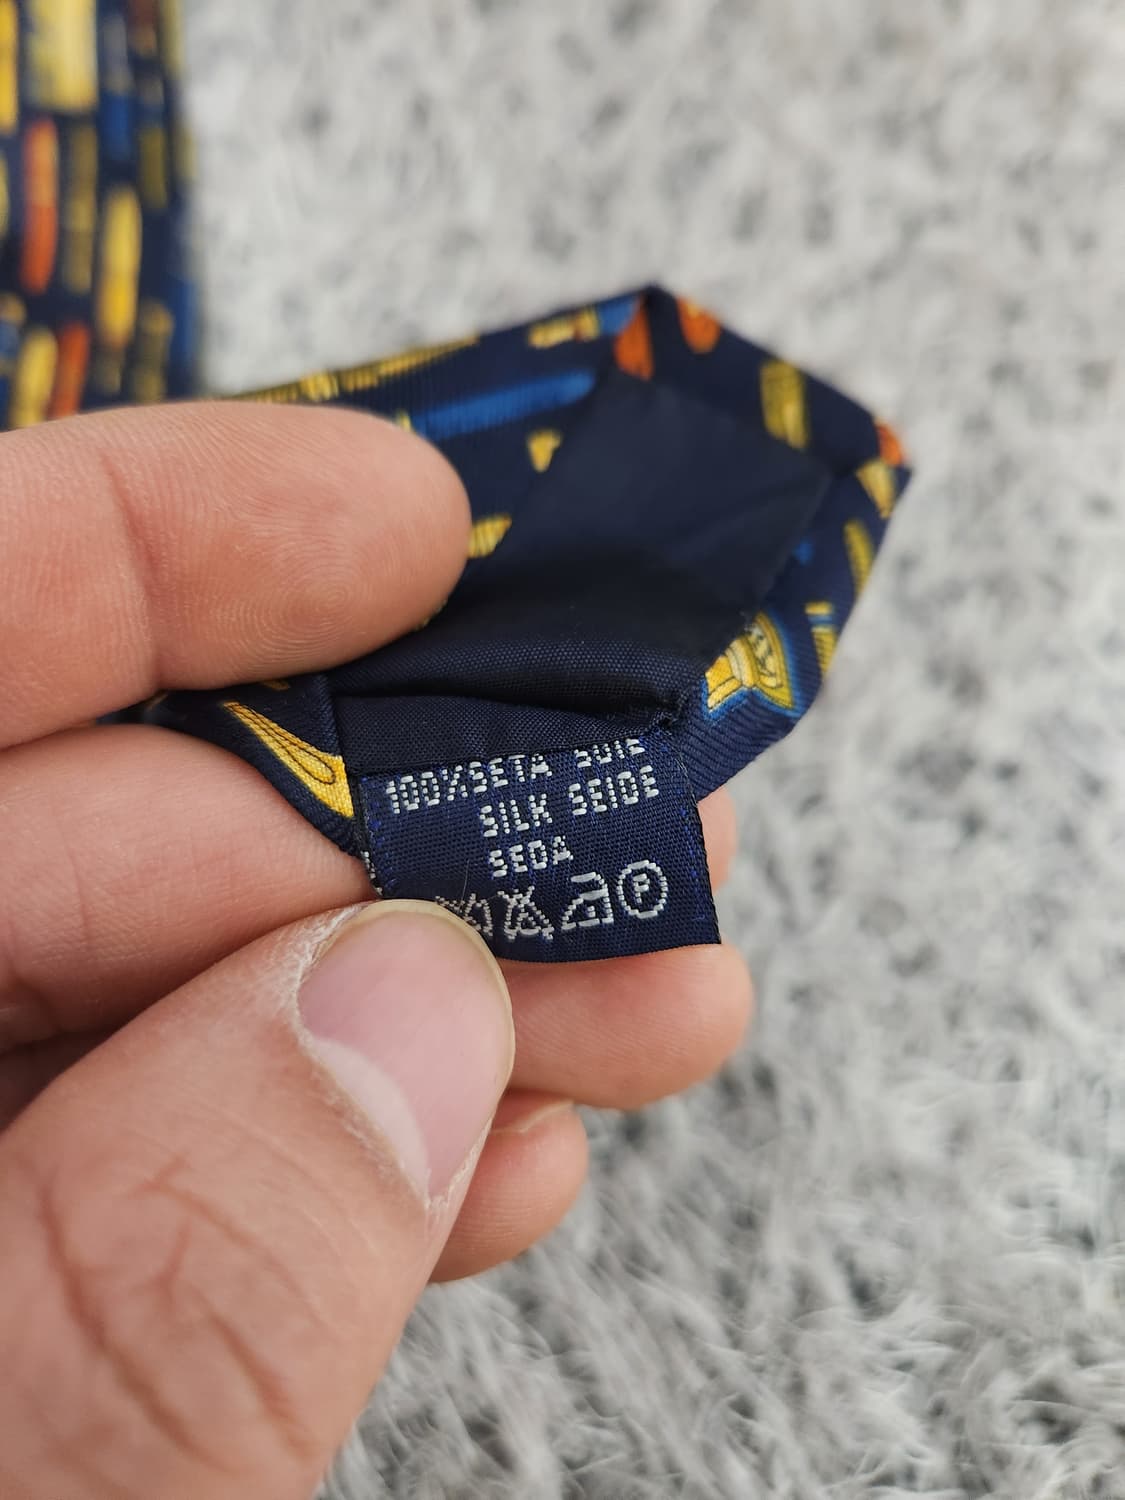 100%SETA SOIE
SILK SEIDE
SEDA
P